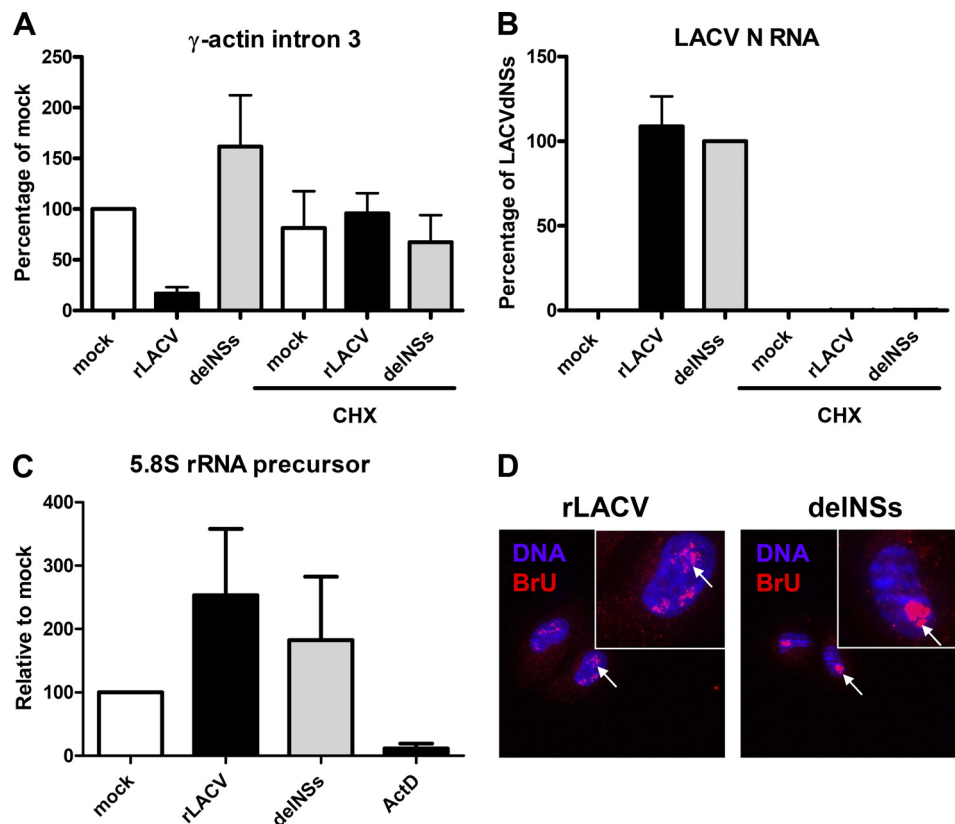 A
γ-actin intron 3
Percentage of mock
250
200
150
100
50
0
mock
rLACV
delNSs
mock
rLACV
delNSs
CHX
B
LACV N RNA
Percentage of LACVdNSs
150
100
50
0
mock
rLACV
delNSs
mock
rLACV
delNSs
CHX
C
5.8S rRNA precursor
Relative to mock
400
300
200
100
0
mock
rLACV
delNSs
ActD
D
rLACV
DNA
BrU
delNSs
DNA
BrU